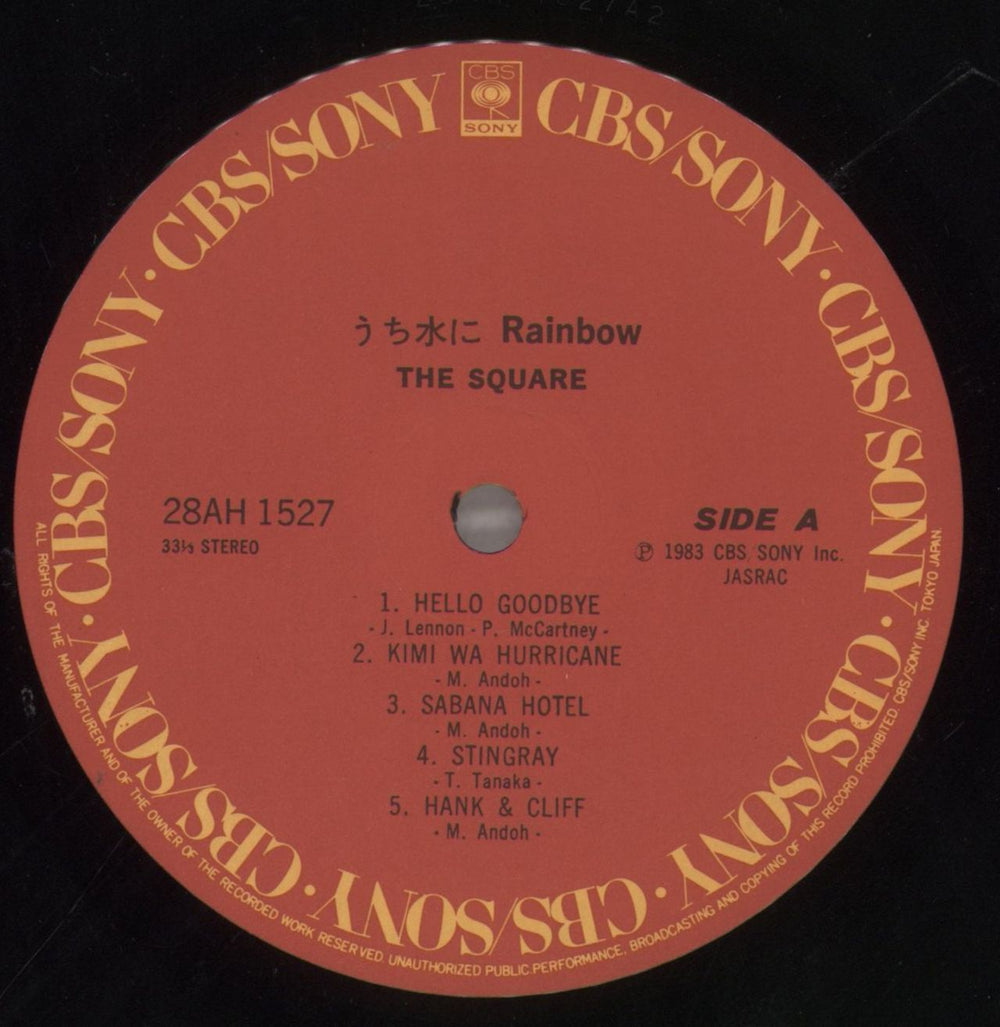 CBS
SONY
CBS/SONY · CBS/SONY · CBS/SONY · CBS/SONY · CBS/SONY · CBS/SONY · CBS/SONY · CBS/SONY
うち水に Rainbow
THE SQUARE
28AH 1527
33⅓ STEREO
SIDE A
Ⓟ 1983 CBS/SONY Inc.
JASRAC
1. HELLO GOODBYE
- J. Lennon - P. McCartney -
2. KIMI WA HURRICANE
- M. Andoh -
3. SABANA HOTEL
- M. Andoh -
4. STINGRAY
- T. Tanaka -
5. HANK & CLIFF
- M. Andoh -
ALL RIGHTS OF THE MANUFACTURER AND OF THE OWNER OF THE RECORDED WORK RESERVED. UNAUTHORIZED PUBLIC PERFORMANCE, BROADCASTING AND COPYING OF THIS RECORD PROHIBITED. CBS/SONY INC. TOKYO JAPAN